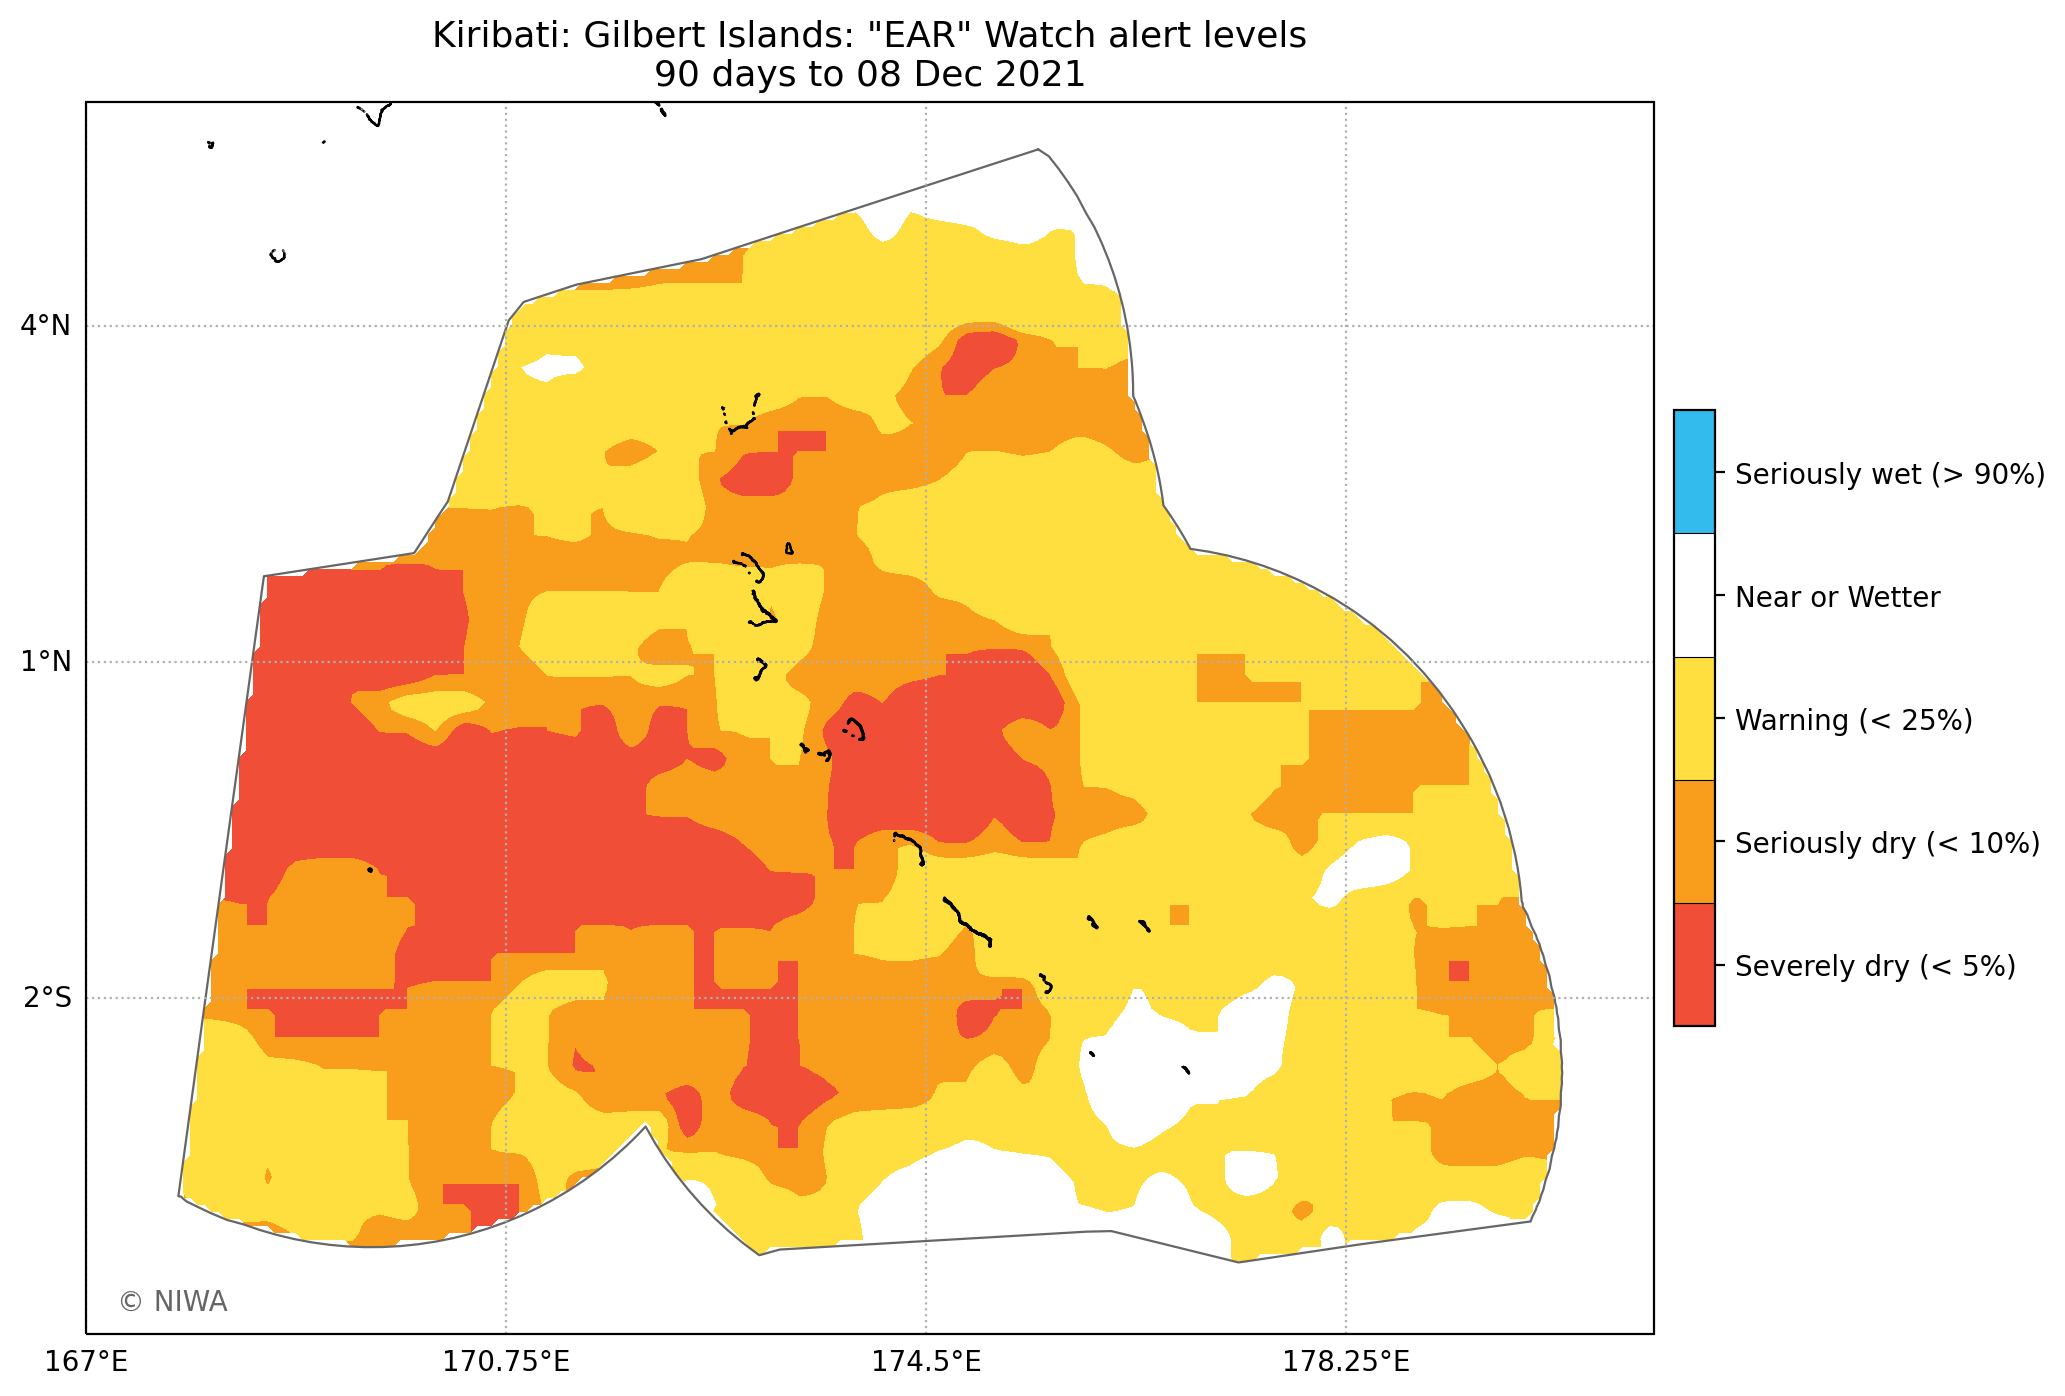 Kiribati: Gilbert Islands: "EAR" Watch alert levels
90 days to 08 Dec 2021
4°N
1°N
2°S
167°E
170.75°E
174.5°E
178.25°E
Seriously wet (> 90%)
Near or Wetter
Warning (< 25%)
Seriously dry (< 10%)
Severely dry (< 5%)
© NIWA